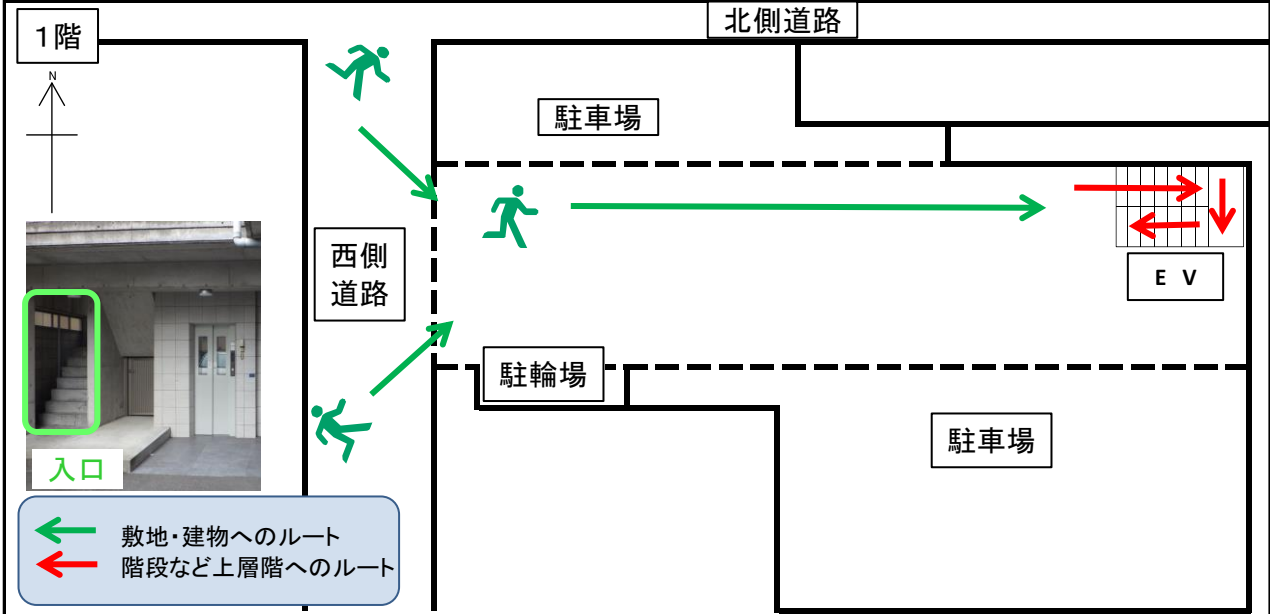 北側道路
1階
N
駐車場
西側
道路
E V
駐輪場
駐車場
入口
敷地・建物へのルート
階段など上層階へのルート